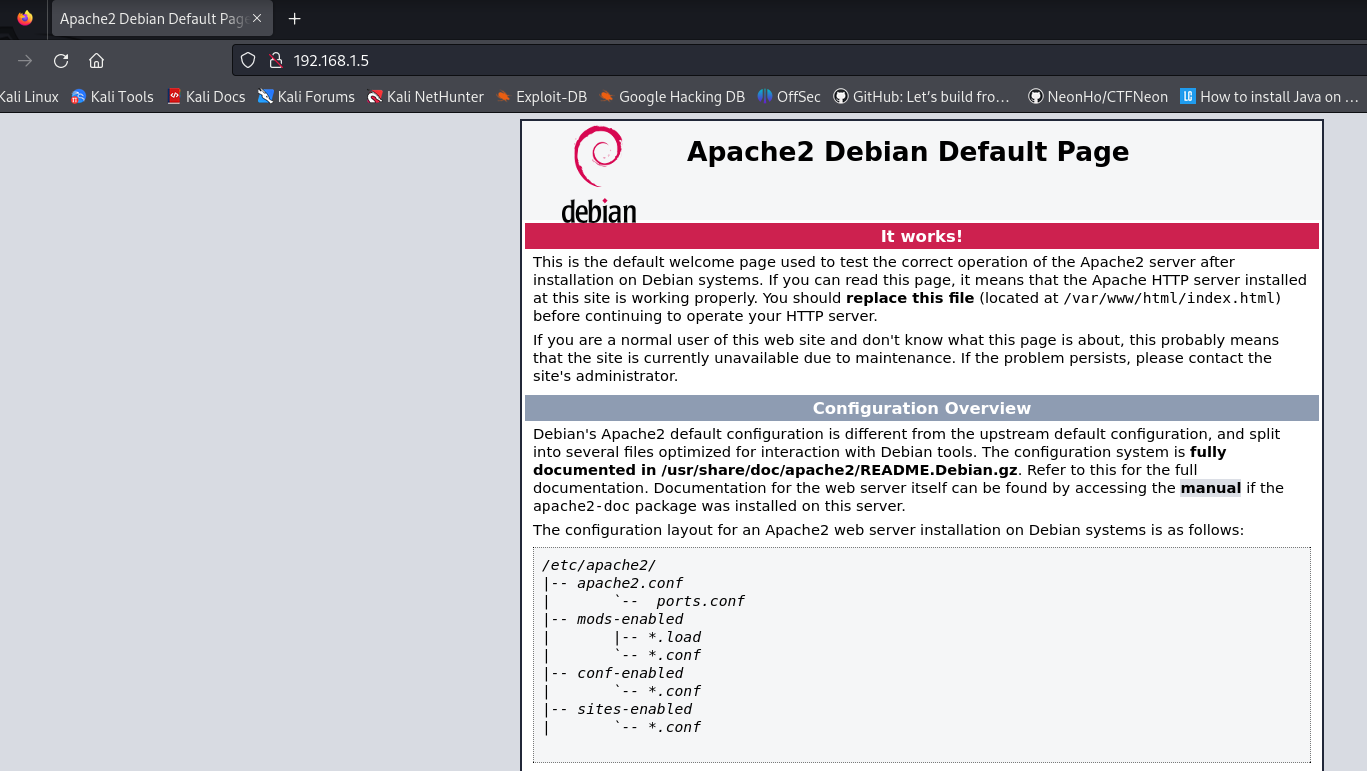 Apache2 Debian Default Page
192.168.1.5
Kali Linux Kali Tools Kali Docs Kali Forums Kali NetHunter Exploit-DB Google Hacking DB OffSec GitHub: Let's build fro… NeonHo/CTFNeon How to install Java on …
debian
Apache2 Debian Default Page
It works!
This is the default welcome page used to test the correct operation of the Apache2 server after
installation on Debian systems. If you can read this page, it means that the Apache HTTP server installed
at this site is working properly. You should replace this file (located at /var/www/html/index.html)
before continuing to operate your HTTP server.
If you are a normal user of this web site and don't know what this page is about, this probably means
that the site is currently unavailable due to maintenance. If the problem persists, please contact the
site's administrator.
Configuration Overview
Debian's Apache2 default configuration is different from the upstream default configuration, and split
into several files optimized for interaction with Debian tools. The configuration system is fully
documented in /usr/share/doc/apache2/README.Debian.gz. Refer to this for the full
documentation. Documentation for the web server itself can be found by accessing the manual if the
apache2-doc package was installed on this server.
The configuration layout for an Apache2 web server installation on Debian systems is as follows:
/etc/apache2/
|-- apache2.conf
|       `--  ports.conf
|-- mods-enabled
|       |-- *.load
|       `-- *.conf
|-- conf-enabled
|       `-- *.conf
|-- sites-enabled
|       `-- *.conf